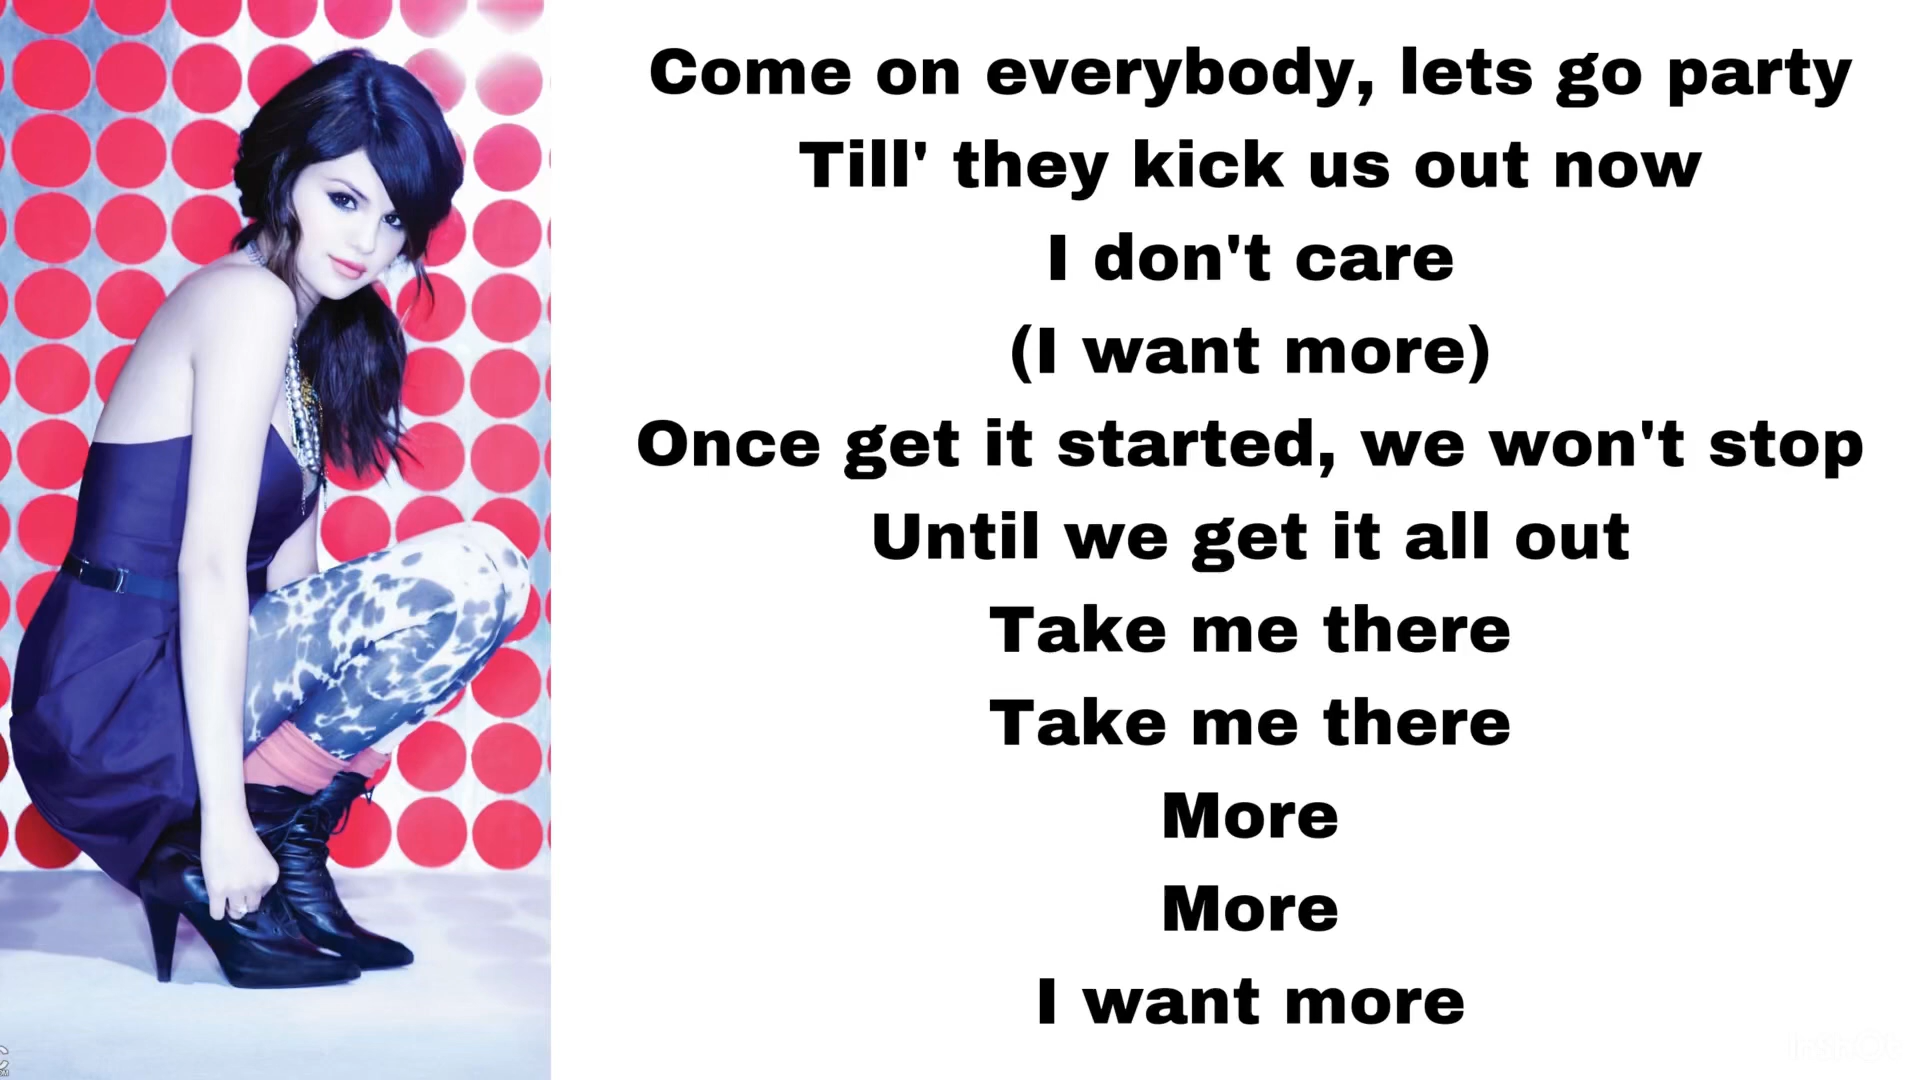 Come on everybody, lets go party
Till' they kick us out now
I don't care
(I want more)
Once get it started, we won't stop
Until we get it all out
Take me there
Take me there
More
More
I want more